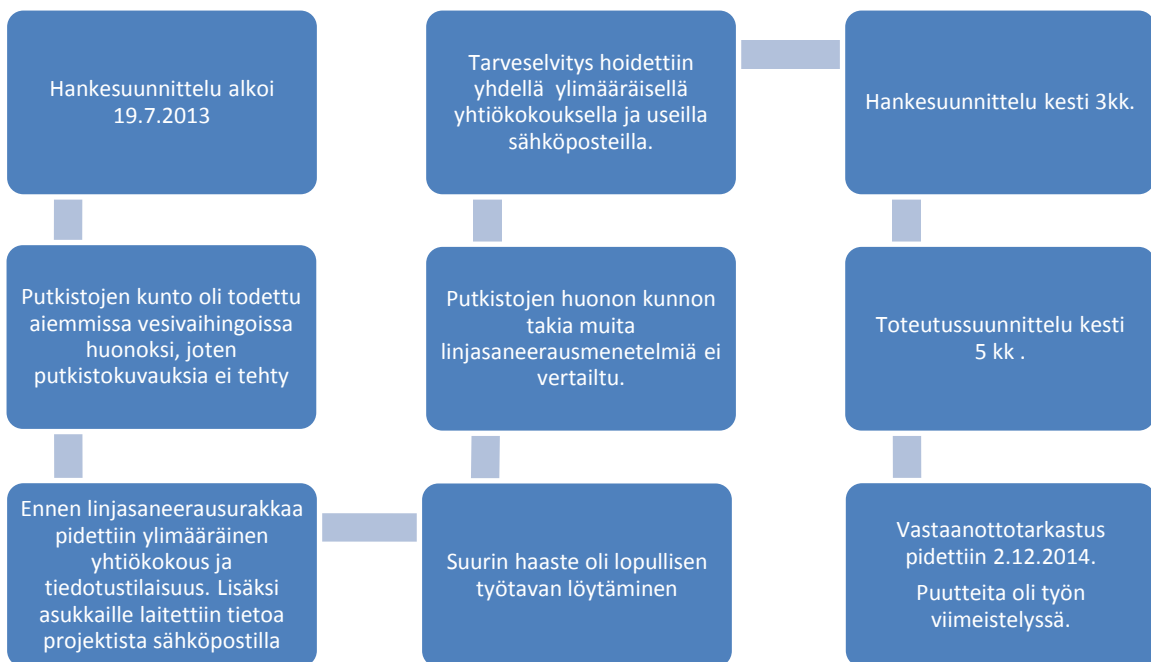 Hankesuunnittelu alkoi
19.7.2013
Putkistojen kunto oli todettu
aiemmissa vesivaihingoissa
huonoksi, joten
putkistokuvauksia ei tehty
Ennen linjasaneerausurakkaa
pidettiin ylimääräinen
yhtiökokous ja
tiedotustilaisuus. Lisäksi
asukkaille laitettiin tietoa
projektista sähköpostilla
Suurin haaste oli lopullisen
työtavan löytäminen
Putkistojen huonon kunnon
takia muita
linjasaneerausmenetelmiä ei
vertailtu.
Tarveselvitys hoidettiin
yhdellä ylimääräisellä
yhtiökokouksella ja useilla
sähköposteilla.
Hankesuunnittelu kesti 3kk.
Toteutussuunnittelu kesti
5 kk .
Vastaanottotarkastus
pidettiin 2.12.2014.
Puutteita oli työn
viimeistelyssä.